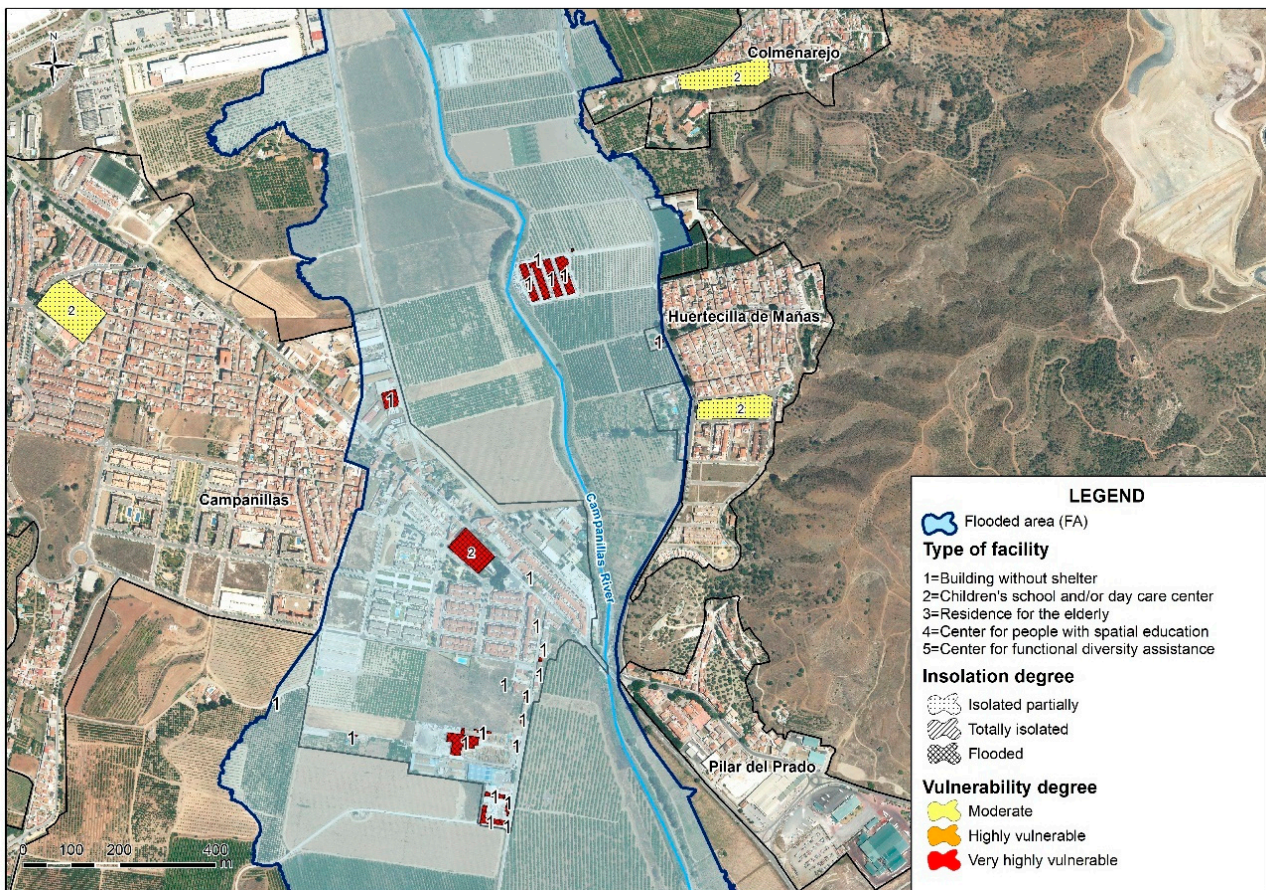 N
Colmenarejo
2
2
1
1
1
1
Huertecilla de Mañas
1
1
2
Campanillas
Campanillas River
2
1
1
1
1
1
1
1
1
1
1
1
1
1
Pilar del Prado
1
1
1
1
0 100 200 400
m
LEGEND
Flooded area (FA)
Type of facility
1=Building without shelter
2=Children's school and/or day care center
3=Residence for the elderly
4=Center for people with spatial education
5=Center for functional diversity assistance
Insolation degree
Isolated partially
Totally isolated
Flooded
Vulnerability degree
Moderate
Highly vulnerable
Very highly vulnerable